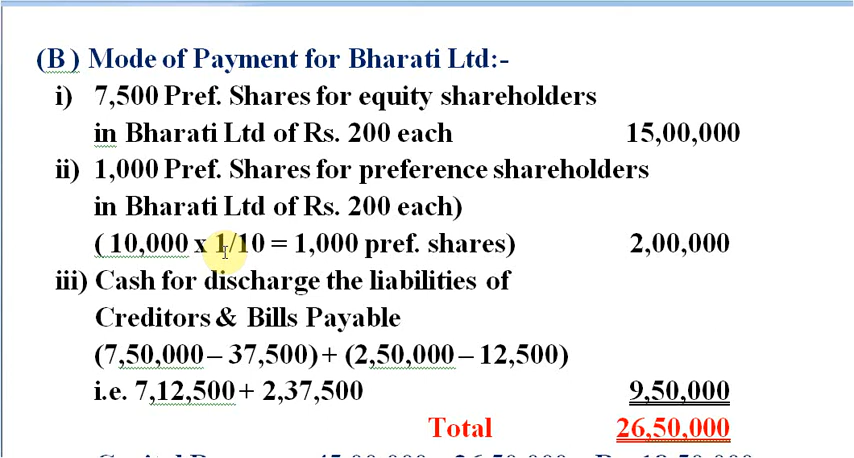 (B) Mode of Payment for Bharati Ltd:-
i) 7,500 Pref. Shares for equity shareholders
in Bharati Ltd of Rs. 200 each 15,00,000
ii) 1,000 Pref. Shares for preference shareholders
in Bharati Ltd of Rs. 200 each)
( 10,000 x 1/10 = 1,000 pref. shares) 2,00,000
iii) Cash for discharge the liabilities of
Creditors & Bills Payable
(7,50,000 – 37,500) + (2,50,000 – 12,500)
i.e. 7,12,500 + 2,37,500 9,50,000
Total 26,50,000